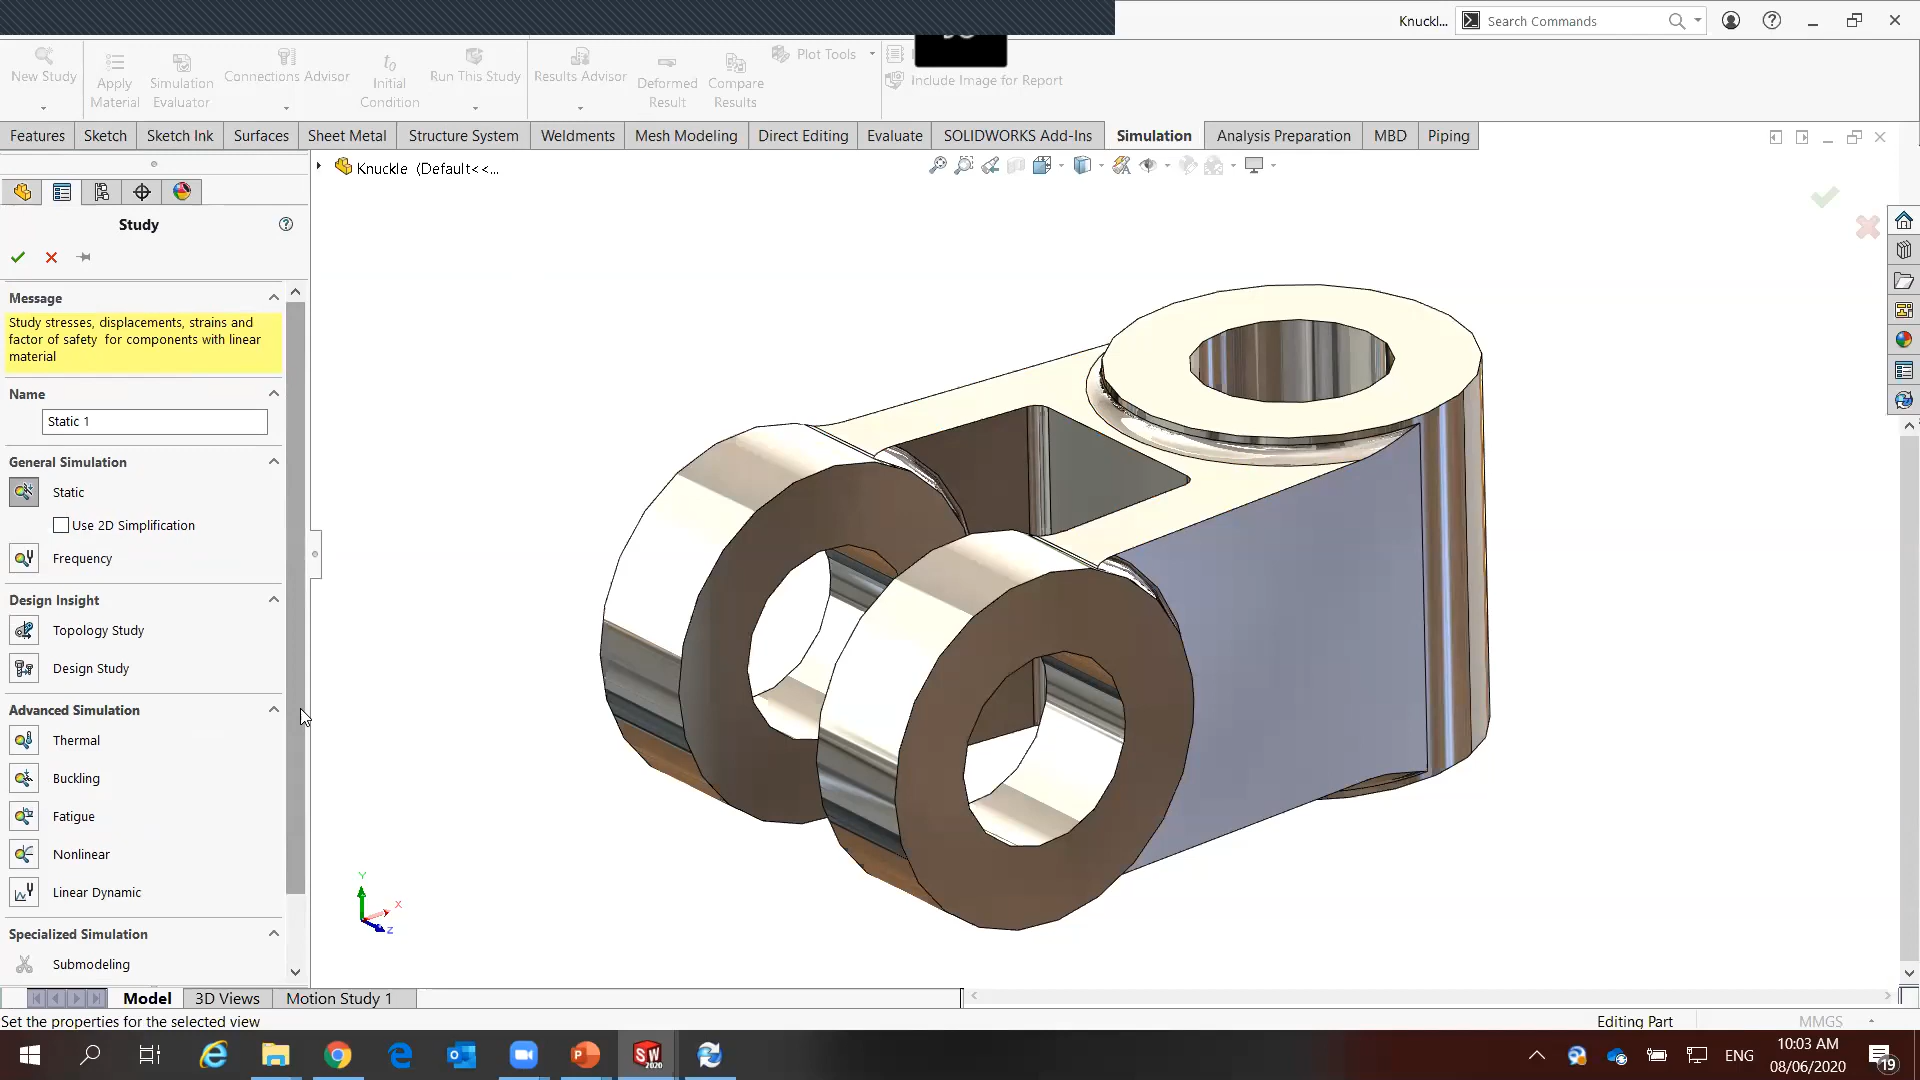 Knuckl...
Search Commands
New Study
Apply
Material
Simulation
Evaluator
Connections Advisor
Initial
Condition
Run This Study
Results Advisor
Deformed
Result
Compare
Results
Plot Tools
Include Image for Report
Features
Sketch
Sketch Ink
Surfaces
Sheet Metal
Structure System
Weldments
Mesh Modeling
Direct Editing
Evaluate
SOLIDWORKS Add-Ins
Simulation
Analysis Preparation
MBD
Piping
Knuckle (Default<<...
Study
Message
Study stresses, displacements, strains and
factor of safety for components with linear
material
Name
Static 1
General Simulation
Static
Use 2D Simplification
Frequency
Design Insight
Topology Study
Design Study
Advanced Simulation
Thermal
Buckling
Fatigue
Nonlinear
Linear Dynamic
Specialized Simulation
Submodeling
Y
X
Z
Model
3D Views
Motion Study 1
Set the properties for the selected view
Editing Part
MMGS
SW
2020
ENG
10:03 AM
08/06/2020
19